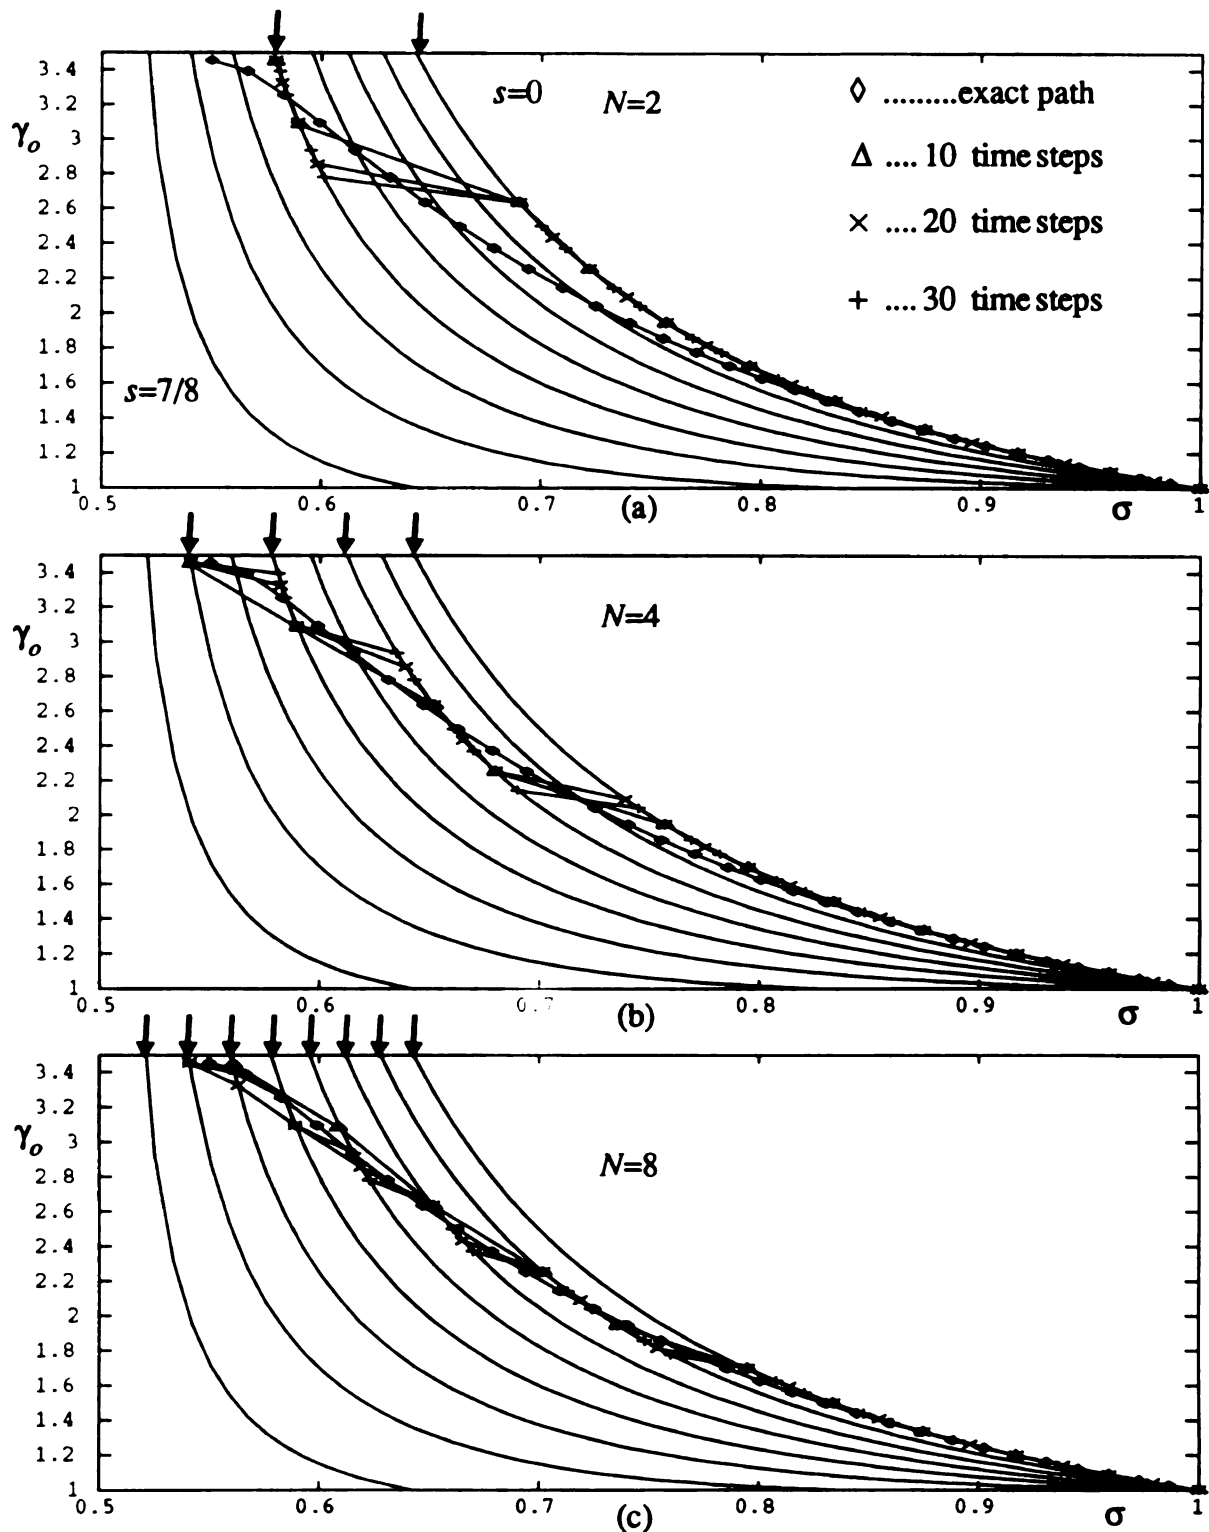 3.4
3.2
γo
3
2.8
2.6
2.4
2.2
2
1.8
1.6
1.4
1.2
1
s=0
N=2
◊ .........exact path
Δ .... 10 time steps
× .... 20 time steps
+ .... 30 time steps
s=7/8
0.5 0.6 0.7 0.8 0.9 1
(a)
σ
3.4
3.2
γo
3
2.8
2.6
2.4
2.2
2
1.8
1.6
1.4
1.2
1
N=4
0.5 0.6 0.7 0.8 0.9 1
(b)
σ
3.4
3.2
γo
3
2.8
2.6
2.4
2.2
2
1.8
1.6
1.4
1.2
1
N=8
0.5 0.6 0.7 0.8 0.9 1
(c)
σ